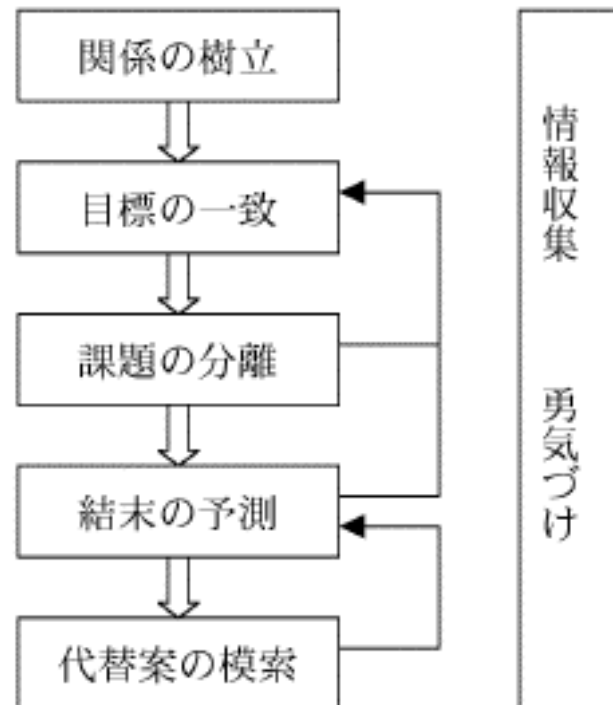 関係の樹立
目標の一致
課題の分離
結末の予測
代替案の模索
情報収集
勇気づけ